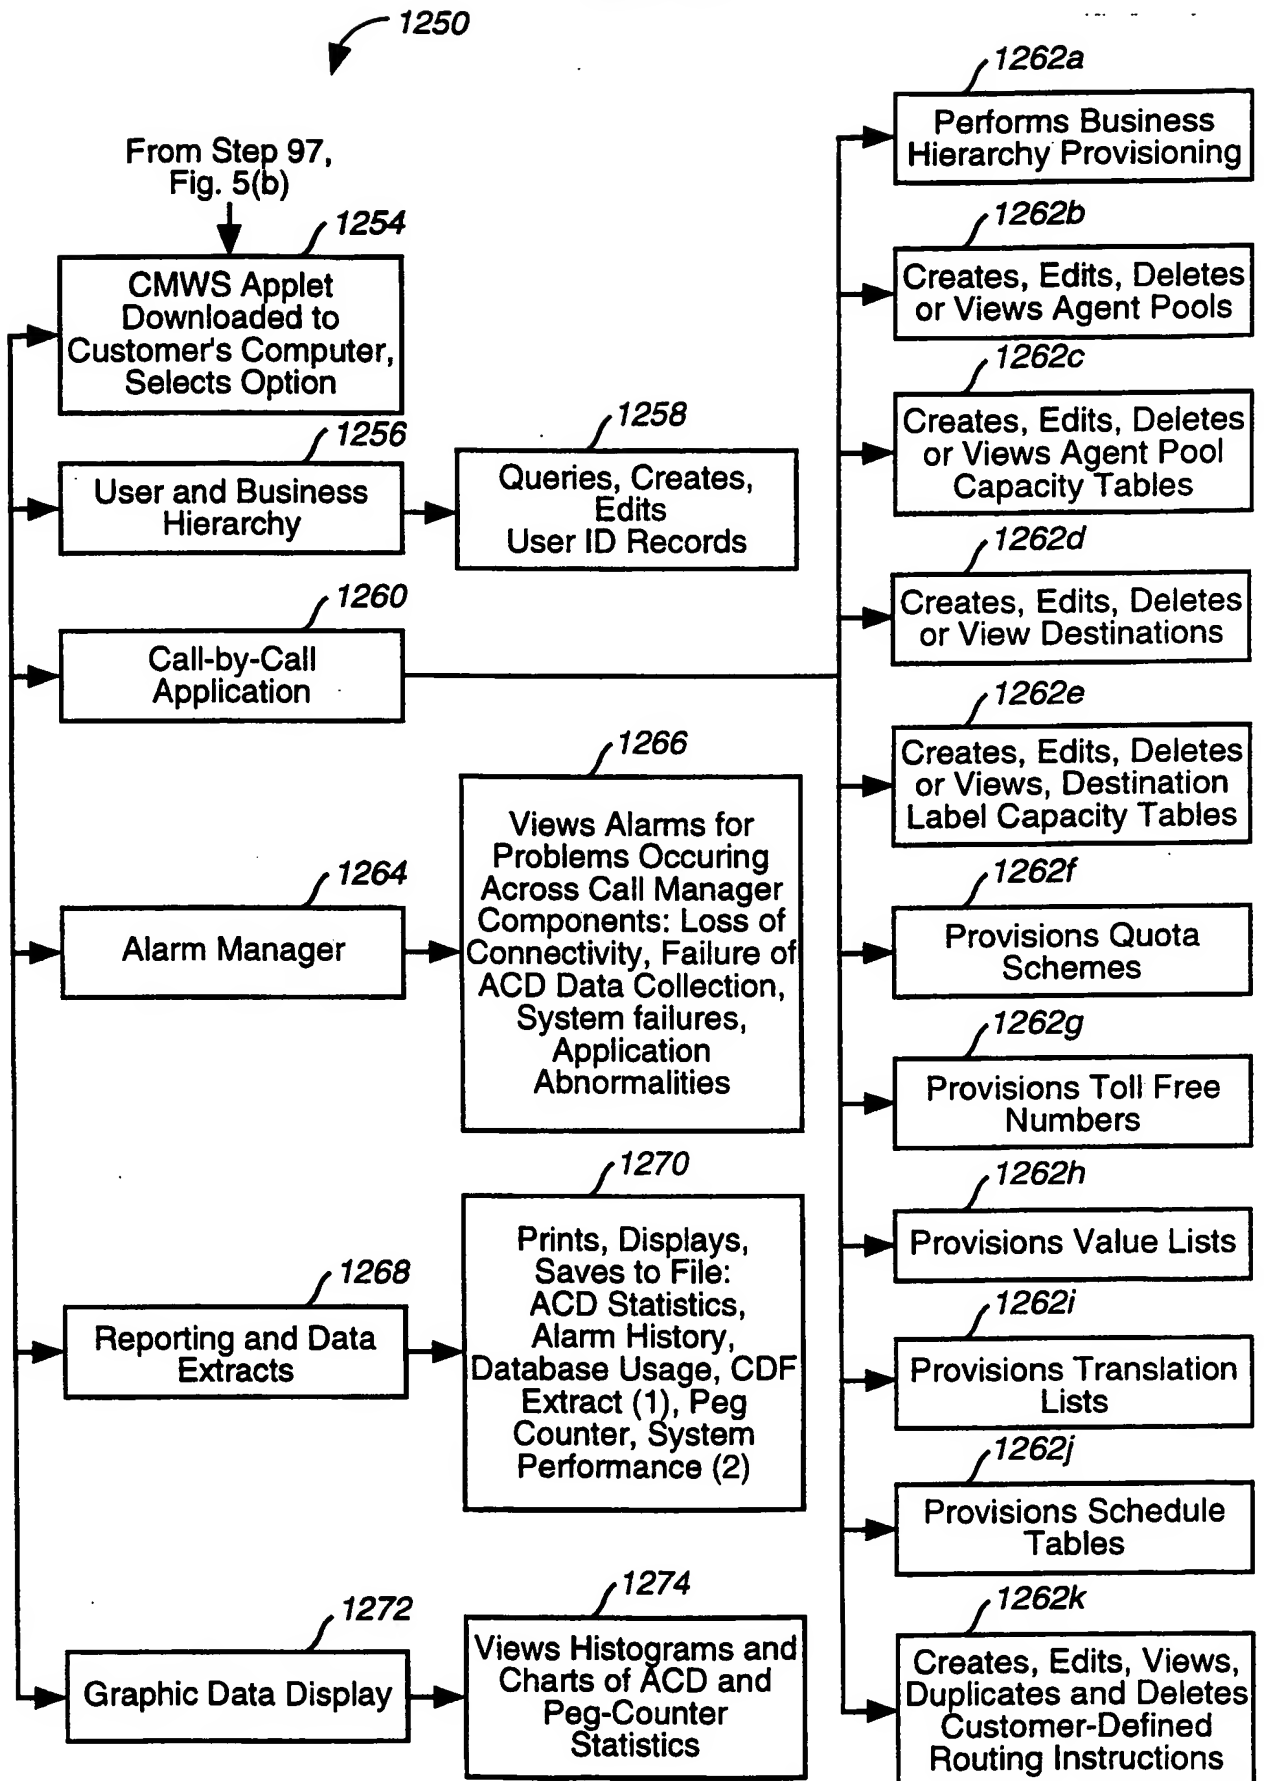 1250
From Step 97,
Fig. 5(b)
1254
CMWS Applet
Downloaded to
Customer's Computer,
Selects Option
1256
User and Business
Hierarchy
1258
Queries, Creates,
Edits
User ID Records
1260
Call-by-Call
Application
1262a
Performs Business
Hierarchy Provisioning
1262b
Creates, Edits, Deletes
or Views Agent Pools
1262c
Creates, Edits, Deletes
or Views Agent Pool
Capacity Tables
1262d
Creates, Edits, Deletes
or View Destinations
1262e
Creates, Edits, Deletes
or Views, Destination
Label Capacity Tables
1262f
Provisions Quota
Schemes
1262g
Provisions Toll Free
Numbers
1262h
Provisions Value Lists
1262i
Provisions Translation
Lists
1262j
Provisions Schedule
Tables
1262k
Creates, Edits, Views,
Duplicates and Deletes
Customer-Defined
Routing Instructions
1264
Alarm Manager
1266
Views Alarms for
Problems Occuring
Across Call Manager
Components: Loss of
Connectivity, Failure of
ACD Data Collection,
System failures,
Application
Abnormalities
1268
Reporting and Data
Extracts
1270
Prints, Displays,
Saves to File:
ACD Statistics,
Alarm History,
Database Usage, CDF
Extract (1), Peg
Counter, System
Performance (2)
1272
Graphic Data Display
1274
Views Histograms and
Charts of ACD and
Peg-Counter
Statistics